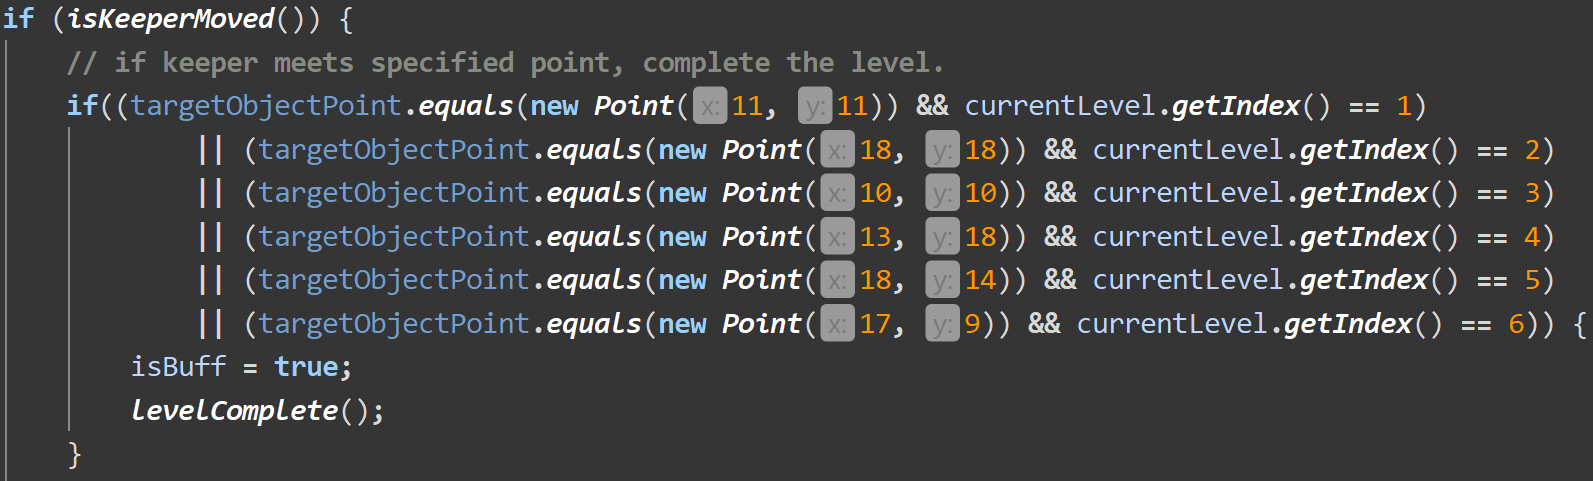 if (isKeeperMoved()) {
// if keeper meets specified point, complete the level.
if((targetObjectPoint.equals(new Point( x: 11, y: 11)) && currentLevel.getIndex() == 1)
|| (targetObjectPoint.equals(new Point( x: 18, y: 18)) && currentLevel.getIndex() == 2)
|| (targetObjectPoint.equals(new Point( x: 10, y: 10)) && currentLevel.getIndex() == 3)
|| (targetObjectPoint.equals(new Point( x: 13, y: 18)) && currentLevel.getIndex() == 4)
|| (targetObjectPoint.equals(new Point( x: 18, y: 14)) && currentLevel.getIndex() == 5)
|| (targetObjectPoint.equals(new Point( x: 17, y: 9)) && currentLevel.getIndex() == 6)) {
isBuff = true;
levelComplete();
}